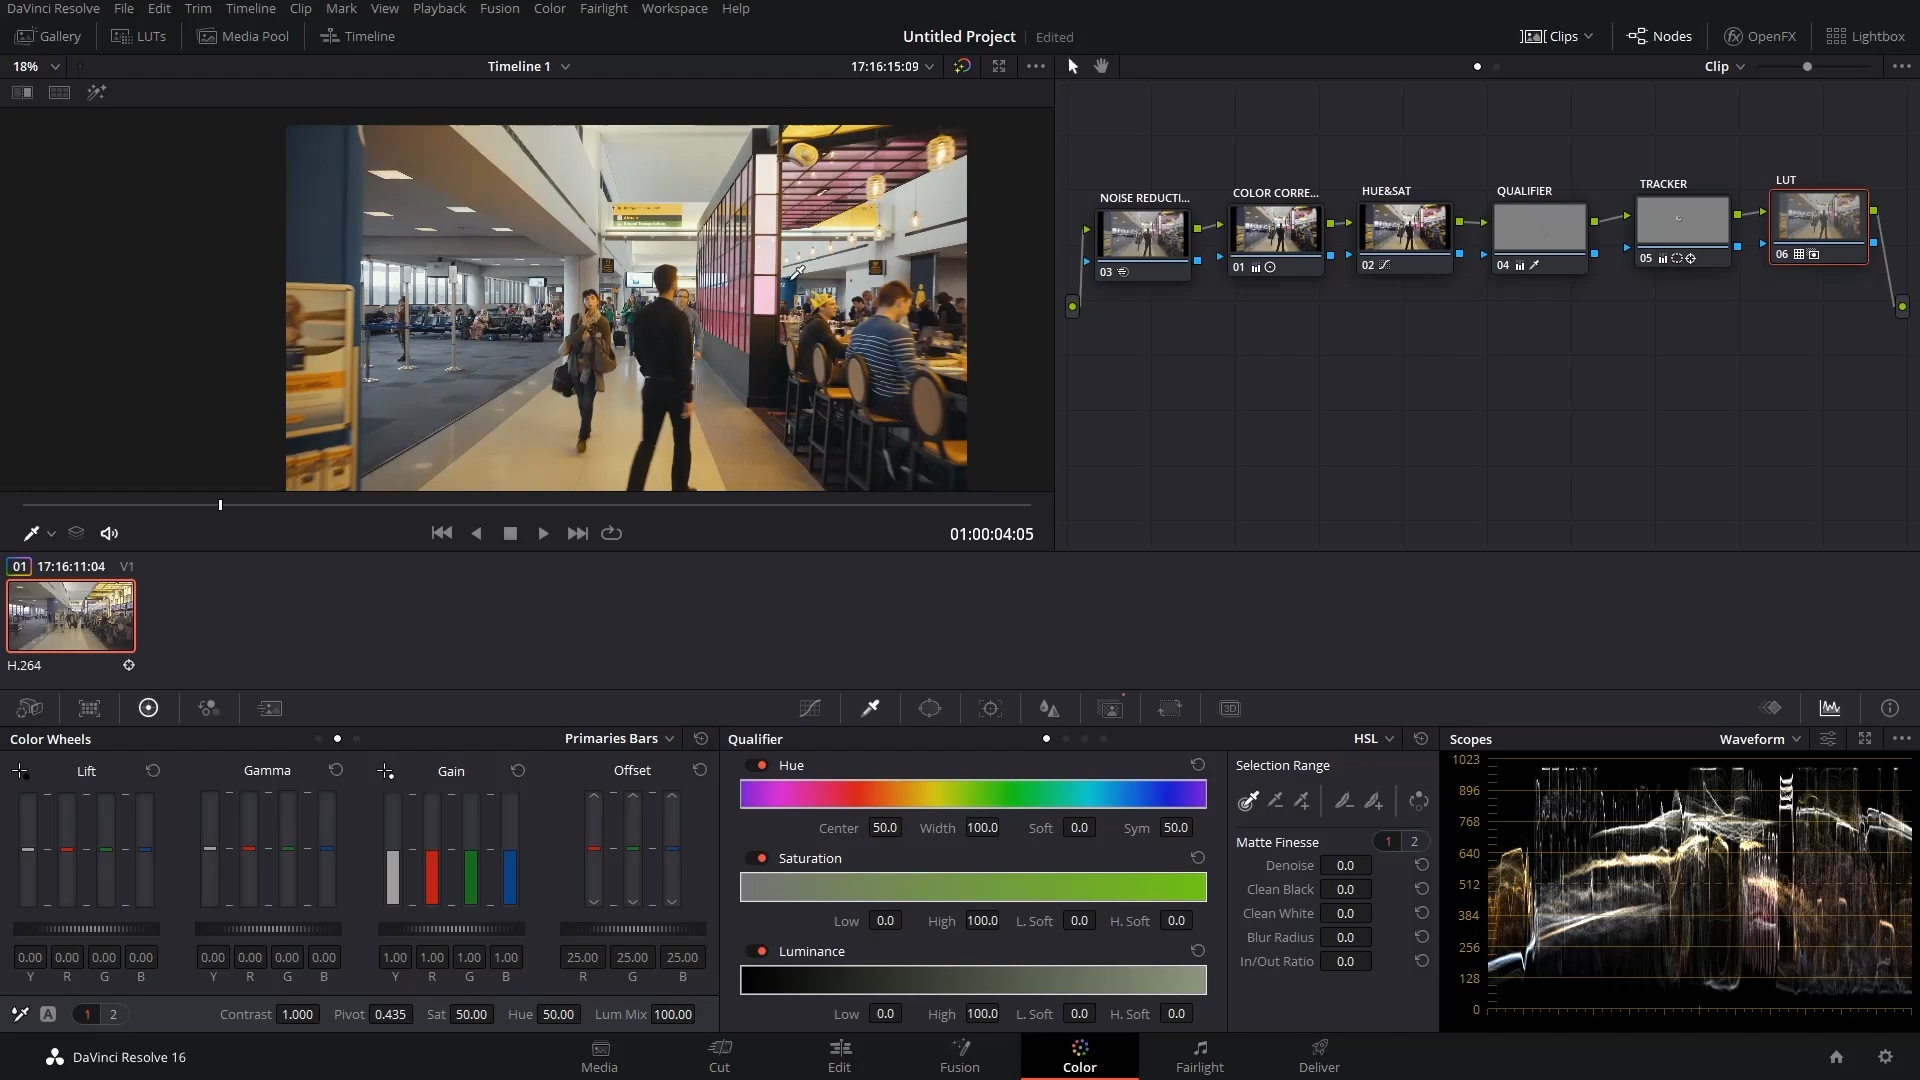 DaVinci Resolve File Edit Trim Timeline Clip Mark View Playback Fusion Color Fairlight Workspace Help
Gallery LUTs Media Pool Timeline Untitled Project Edited Clips Nodes OpenFX Lightbox
18% Timeline 1 17:16:15:09 Clip
NOISE REDUCTI... COLOR CORRE... HUE&SAT QUALIFIER TRACKER LUT
03 01 02 04 05 06
01:00:04:05
01 17:16:11:04 V1
H.264
3D
Color Wheels Primaries Bars Qualifier HSL Scopes Waveform
Lift Gamma Gain Offset
0.00 0.00 0.00 0.00 0.00 0.00 0.00 0.00 1.00 1.00 1.00 1.00 25.00 25.00 25.00
Y R G B Y R G B Y R G B R G B
A 1 2 Contrast 1.000 Pivot 0.435 Sat 50.00 Hue 50.00 Lum Mix 100.00
Hue
Center 50.0 Width 100.0 Soft 0.0 Sym 50.0
Saturation
Low 0.0 High 100.0 L. Soft 0.0 H. Soft 0.0
Luminance
Low 0.0 High 100.0 L. Soft 0.0 H. Soft 0.0
Selection Range
Matte Finesse 1 2
Denoise 0.0
Clean Black 0.0
Clean White 0.0
Blur Radius 0.0
In/Out Ratio 0.0
1023
896
768
640
512
384
256
128
0
DaVinci Resolve 16 Media Cut Edit Fusion Color Fairlight Deliver